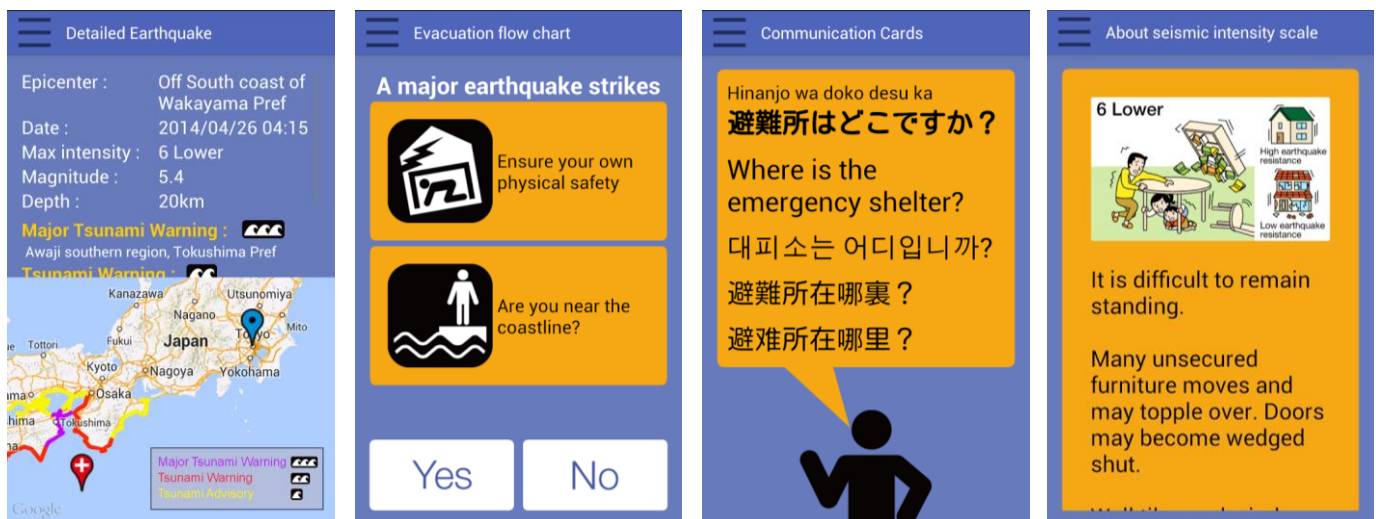 Detailed Earthquake
Epicenter : Off South coast of
Wakayama Pref
Date : 2014/04/26 04:15
Max intensity : 6 Lower
Magnitude : 5.4
Depth : 20km
Major Tsunami Warning :
Awaji southern region, Tokushima Pref
Tsunami Warning :
Kanazawa
Utsunomiya
Nagano
Mito
Tottori
Fukui
Japan
Tokyo
Kyoto
Nagoya
Yokohama
Osaka
Tokushima
Major Tsunami Warning
Tsunami Warning
Tsunami Advisory
Google
Evacuation flow chart
A major earthquake strikes
Ensure your own
physical safety
Are you near the
coastline?
Yes
No
Communication Cards
Hinanjo wa doko desu ka
避難所はどこですか？
Where is the
emergency shelter?
대피소는 어디입니까?
避難所在哪裏？
避难所在哪里？
About seismic intensity scale
6 Lower
High earthquake
resistance
Low earthquake
resistance
It is difficult to remain
standing.
Many unsecured
furniture moves and
may topple over. Doors
may become wedged
shut.